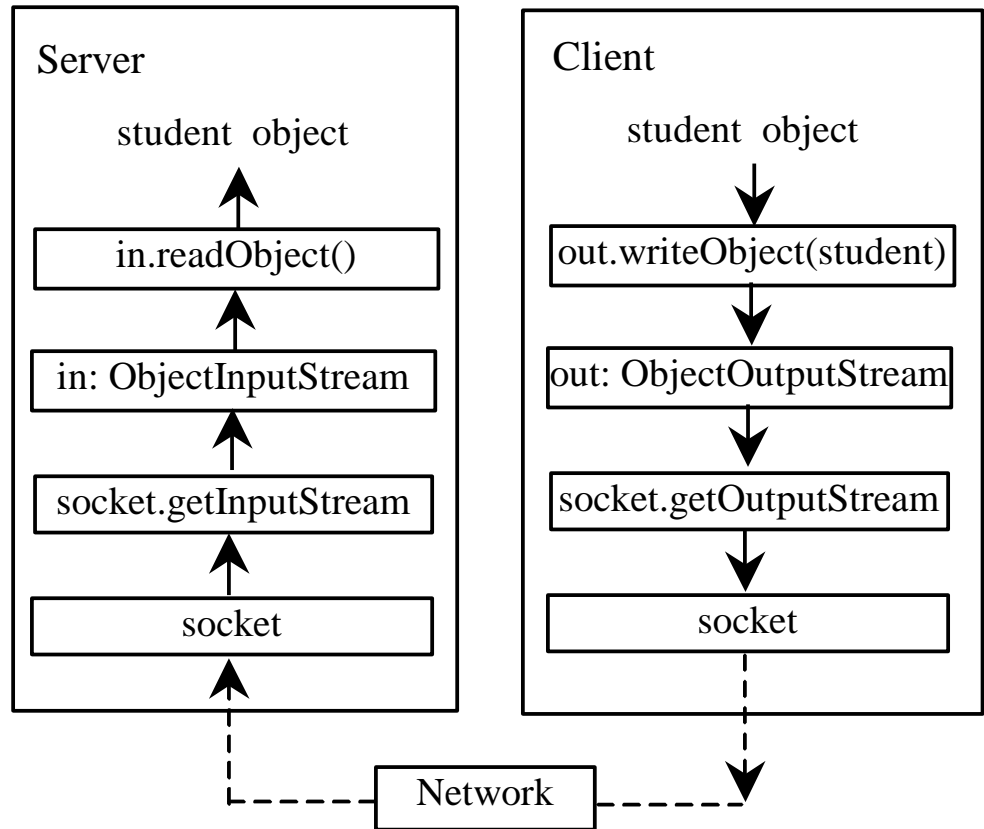 Server
student object
in.readObject()
in: ObjectInputStream
socket.getInputStream
socket
Client
student object
out.writeObject(student)
out: ObjectOutputStream
socket.getOutputStream
socket
Network